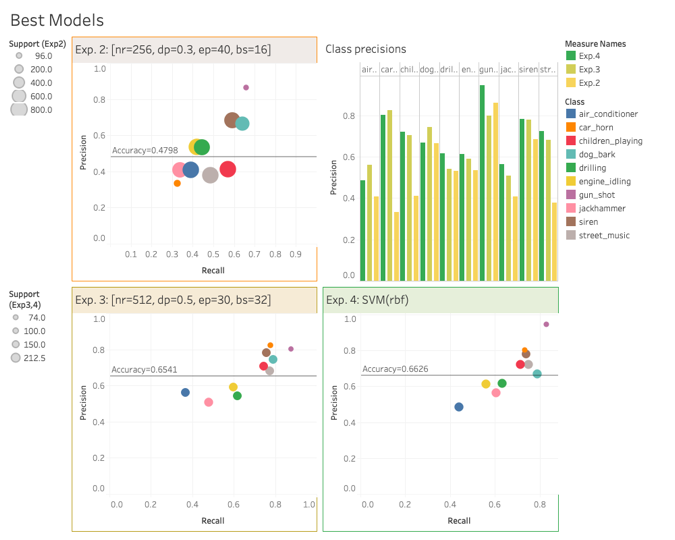 Best Models
Support (Exp2)
96.0
200.0
400.0
600.0
800.0
Exp. 2: [nr=256, dp=0.3, ep=40, bs=16]
1.0
0.8
0.6
0.4
0.2
0.0
Precision
Accuracy=0.4798
0.1 0.2 0.3 0.4 0.5 0.6 0.7 0.8 0.9
Recall
Class precisions
air.. car.. chil.. dog.. dril.. en.. gun.. jac.. siren str..
0.8
0.6
0.4
0.2
0.0
Precision
Measure Names
Exp.4
Exp.3
Exp.2
Class
air_conditioner
car_horn
children_playing
dog_bark
drilling
engine_idling
gun_shot
jackhammer
siren
street_music
Support
(Exp3,4)
74.0
100.0
150.0
212.5
Exp. 3: [nr=512, dp=0.5, ep=30, bs=32]
1.0
0.8
0.6
0.4
0.2
0.0
Precision
Accuracy=0.6541
0.0 0.2 0.4 0.6 0.8 1.0
Recall
Exp. 4: SVM(rbf)
1.0
0.8
0.6
0.4
0.2
0.0
Precision
Accuracy=0.6626
0.0 0.2 0.4 0.6 0.8
Recall